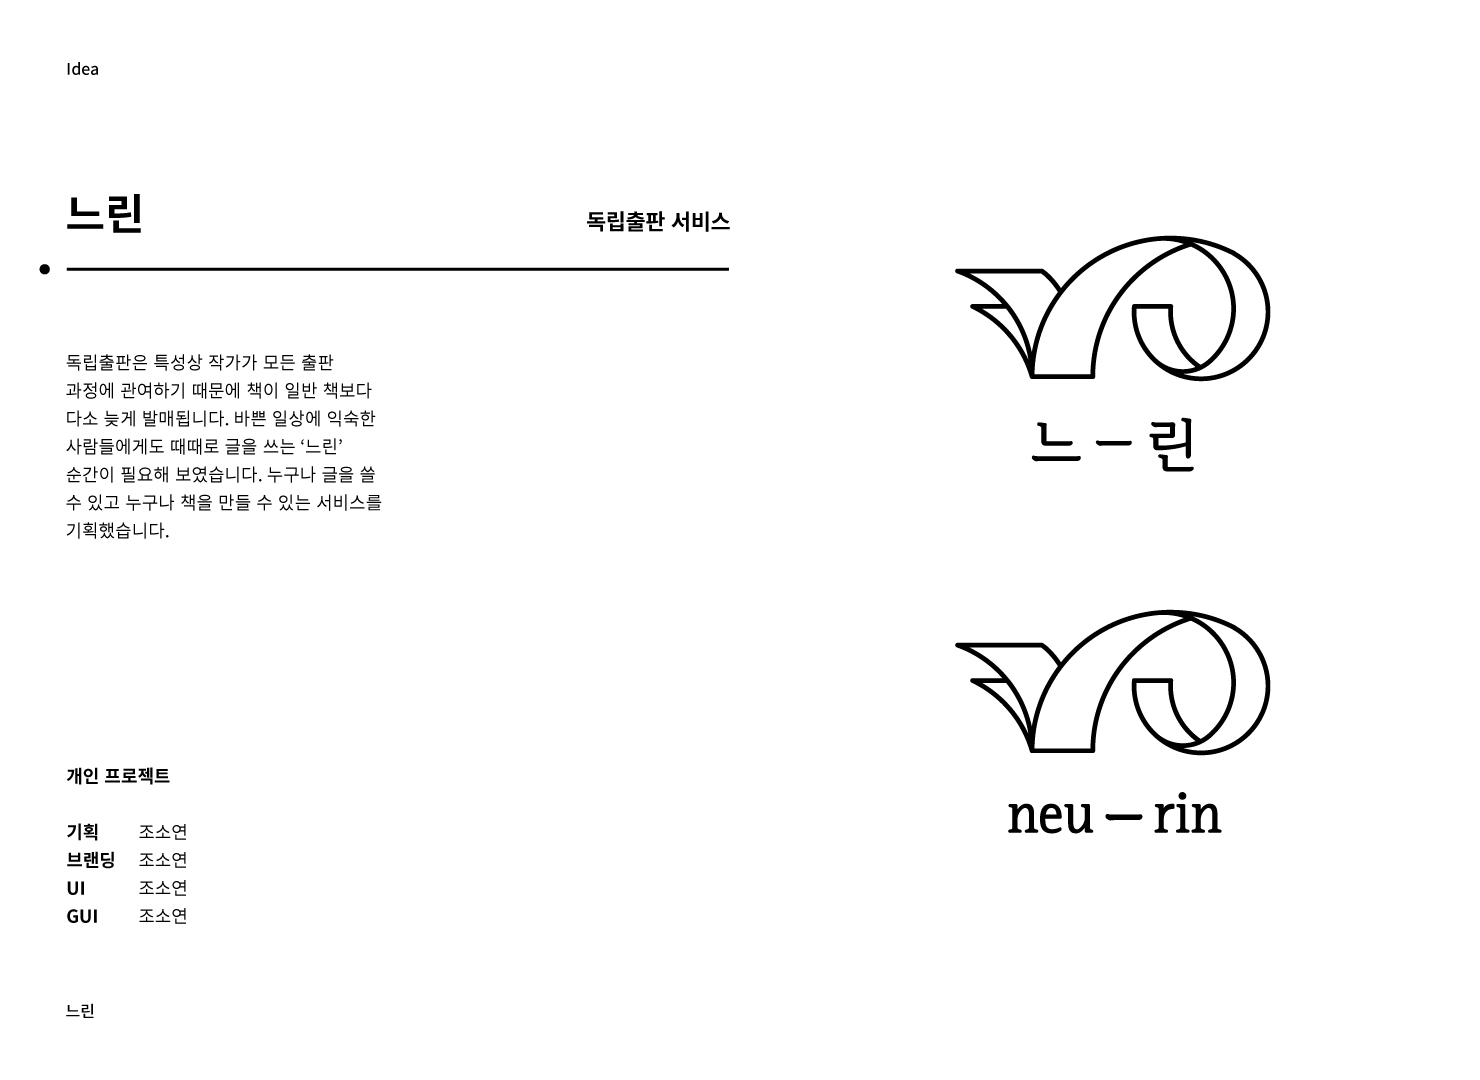 Idea
느린
독립출판 서비스
독립출판은 특성상 작가가 모든 출판
과정에 관여하기 때문에 책이 일반 책보다
다소 늦게 발매됩니다. 바쁜 일상에 익숙한
사람들에게도 때때로 글을 쓰는 ‘느린’
순간이 필요해 보였습니다. 누구나 글을 쓸
수 있고 누구나 책을 만들 수 있는 서비스를
기획했습니다.
개인 프로젝트
기획 조소연
브랜딩 조소연
UI 조소연
GUI 조소연
느린
느 – 린
neu – rin